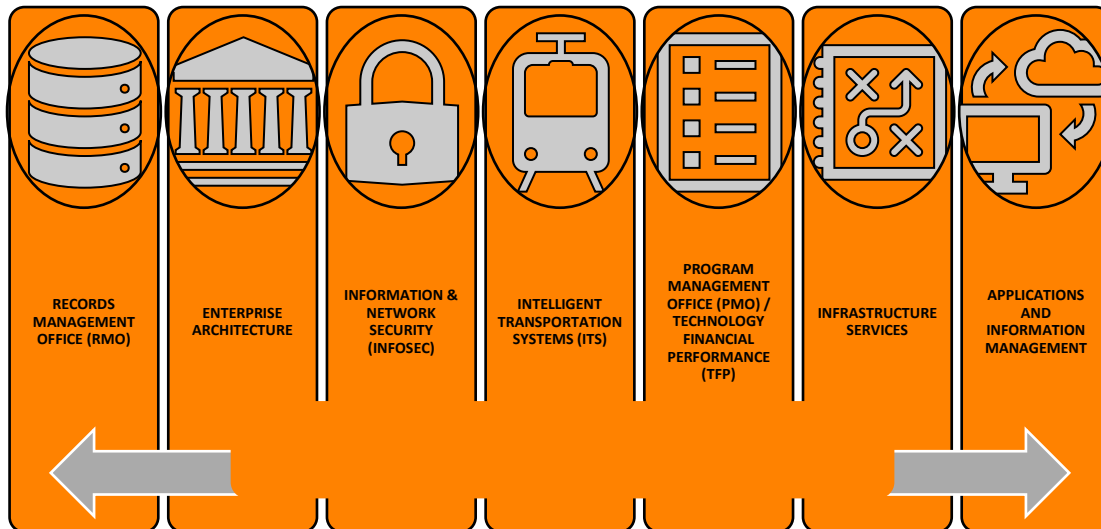 RECORDS
MANAGEMENT
OFFICE (RMO)
ENTERPRISE
ARCHITECTURE
INFORMATION &
NETWORK
SECURITY
(INFOSEC)
INTELLIGENT
TRANSPORTATION
SYSTEMS (ITS)
PROGRAM
MANAGEMENT
OFFICE (PMO) /
TECHNOLOGY
FINANCIAL
PERFORMANCE
(TFP)
INFRASTRUCTURE
SERVICES
APPLICATIONS
AND
INFORMATION
MANAGEMENT